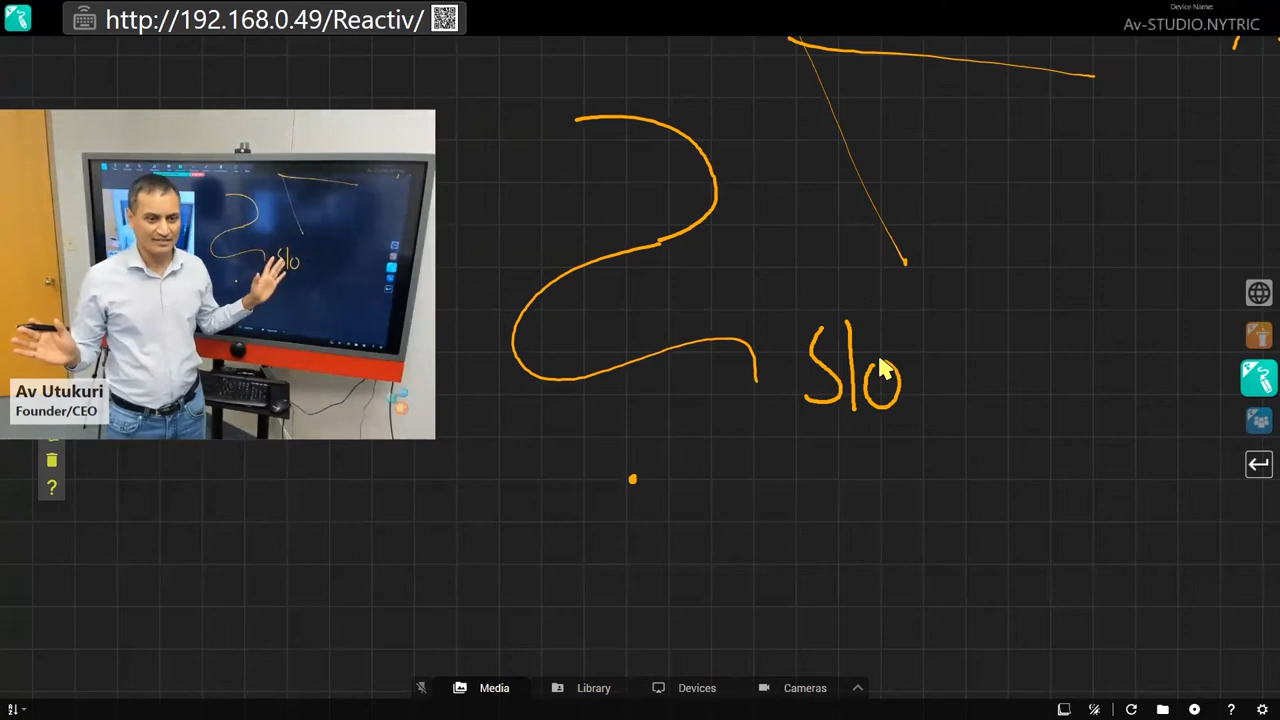 http://192.168.0.49/Reactiv/
Device Name:
Av-STUDIO.NYTRIC
Slo
Slo
Av Utukuri
Founder/CEO
?
Media
Library
Devices
Cameras
?